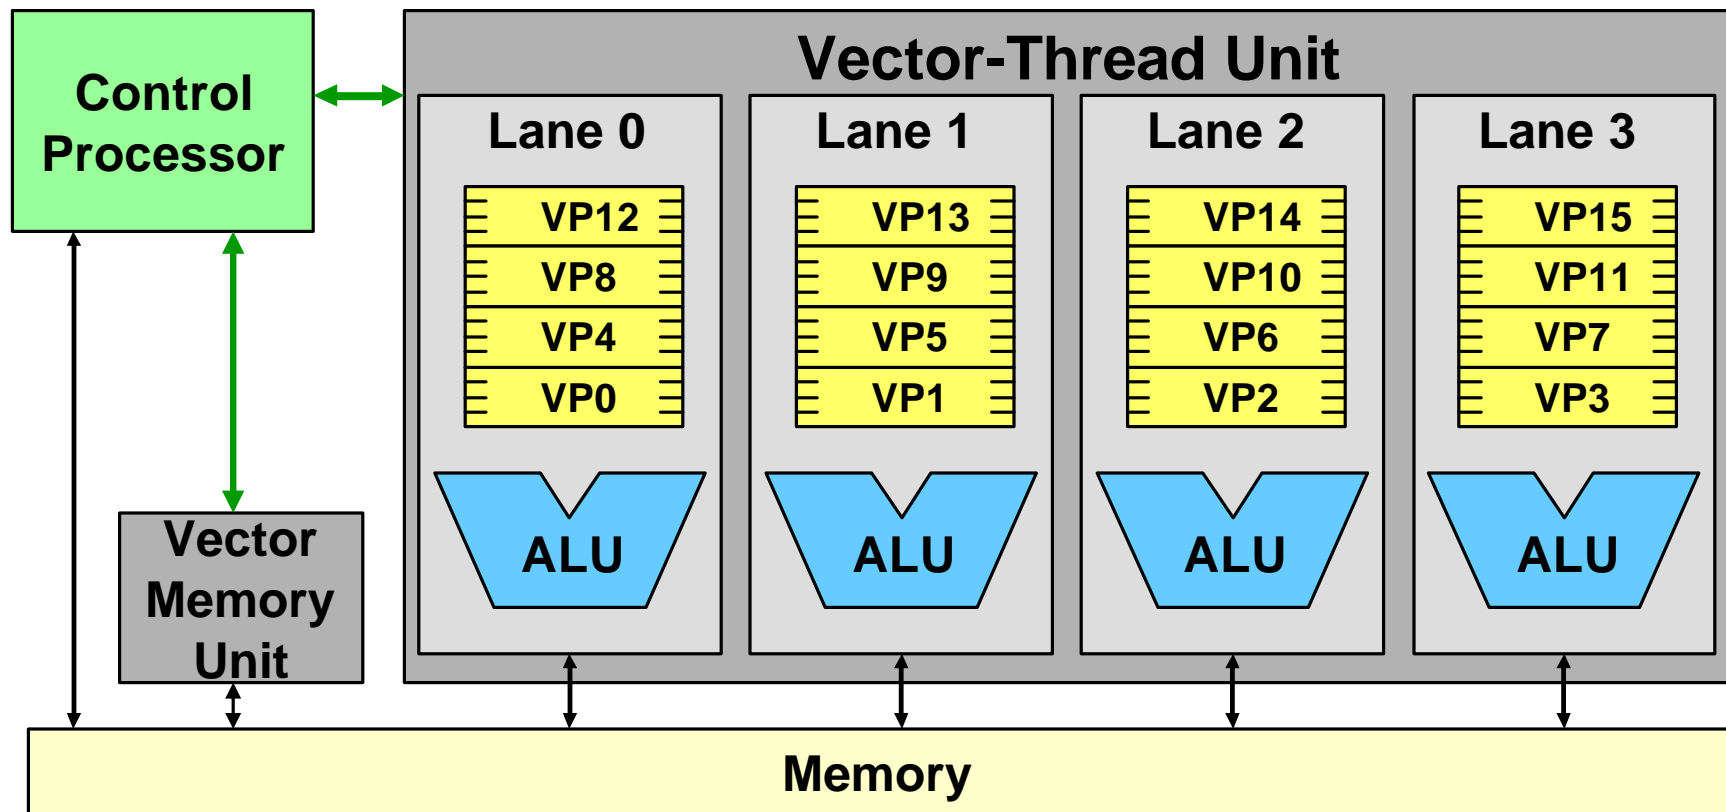 Control
Processor
Vector-Thread Unit
Lane 0
VP12
VP8
VP4
VP0
ALU
Lane 1
VP13
VP9
VP5
VP1
ALU
Lane 2
VP14
VP10
VP6
VP2
ALU
Lane 3
VP15
VP11
VP7
VP3
ALU
Vector
Memory
Unit
Memory